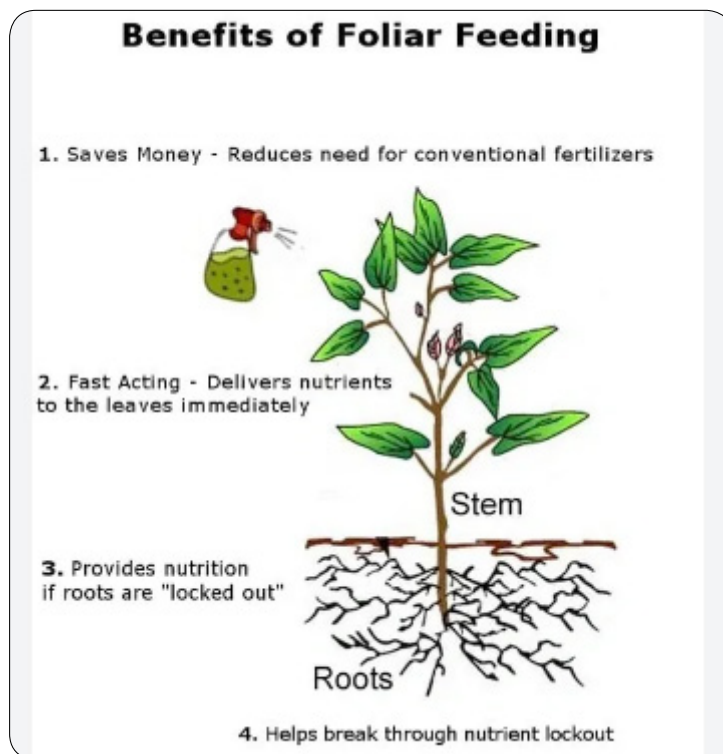 Benefits of Foliar Feeding
1. Saves Money - Reduces need for conventional fertilizers
2. Fast Acting - Delivers nutrients
to the leaves immediately
Stem
3. Provides nutrition
if roots are "locked out"
Roots
4. Helps break through nutrient lockout